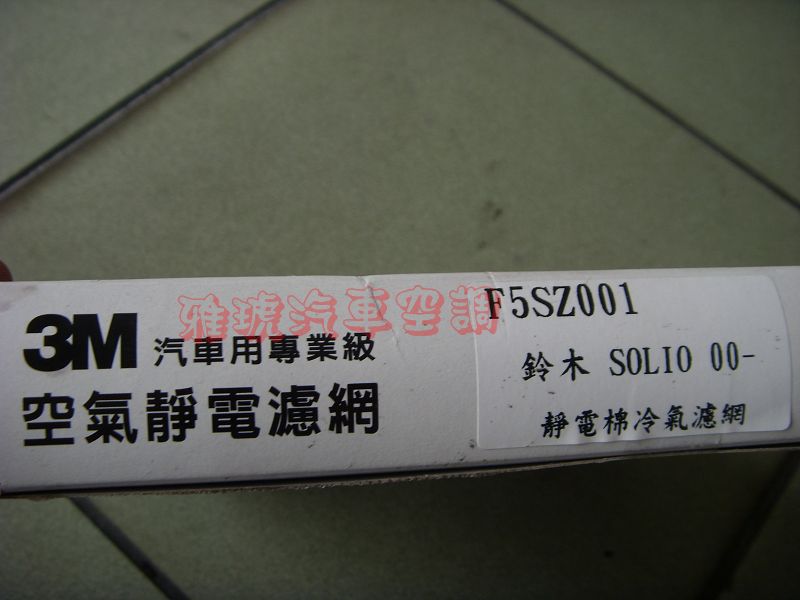 雅琥汽車空調
3M 汽車用專業級
空氣靜電濾網
F5SZ001
鈴木 SOLIO 00-
靜電棉冷氣濾網